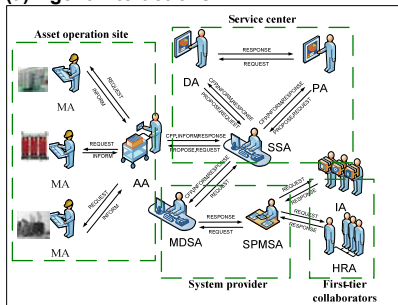 Service center
Asset operation site
RESPONSE
REQUEST
DA
PA
REQUEST
INFORM
MA
CFP,INFORM,RESPONSE
PROPOSE,REQUEST
CFP,INFORM,RESPONSE
PROPOSE,REQUEST
REQUEST
INFORM
CFP,INFORM,RESPONSE
PROPOSE,REQUEST
SSA
MA
AA
CFP,INFORM,RESPONSE
PROPOSE,REQUEST
REQUEST
RESPONSE
REQUEST
INFORM
IA
RESPONSE
REQUEST
REQUEST
RESPONSE
MA
MDSA
SPMSA
HRA
System provider
First-tier
collaborators